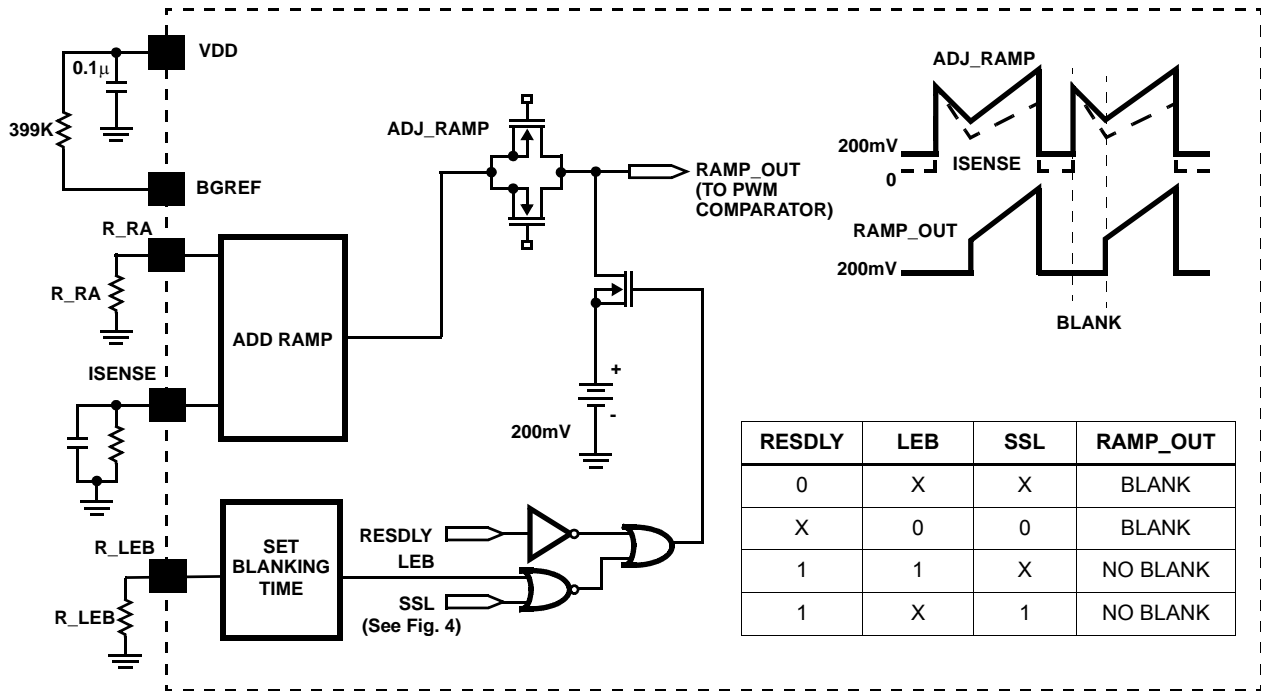 VDD
0.1μ
399K
BGREF
R_RA
R_RA
ADD RAMP
ISENSE
R_LEB
R_LEB
SET
BLANKING
TIME
ADJ_RAMP
RAMP_OUT
(TO PWM
COMPARATOR)
+
-
200mV
RESDLY
LEB
SSL
(See Fig. 4)
ADJ_RAMP
200mV
ISENSE
0
RAMP_OUT
200mV
BLANK
RESDLY LEB SSL RAMP_OUT
0 X X BLANK
X 0 0 BLANK
1 1 X NO BLANK
1 X 1 NO BLANK